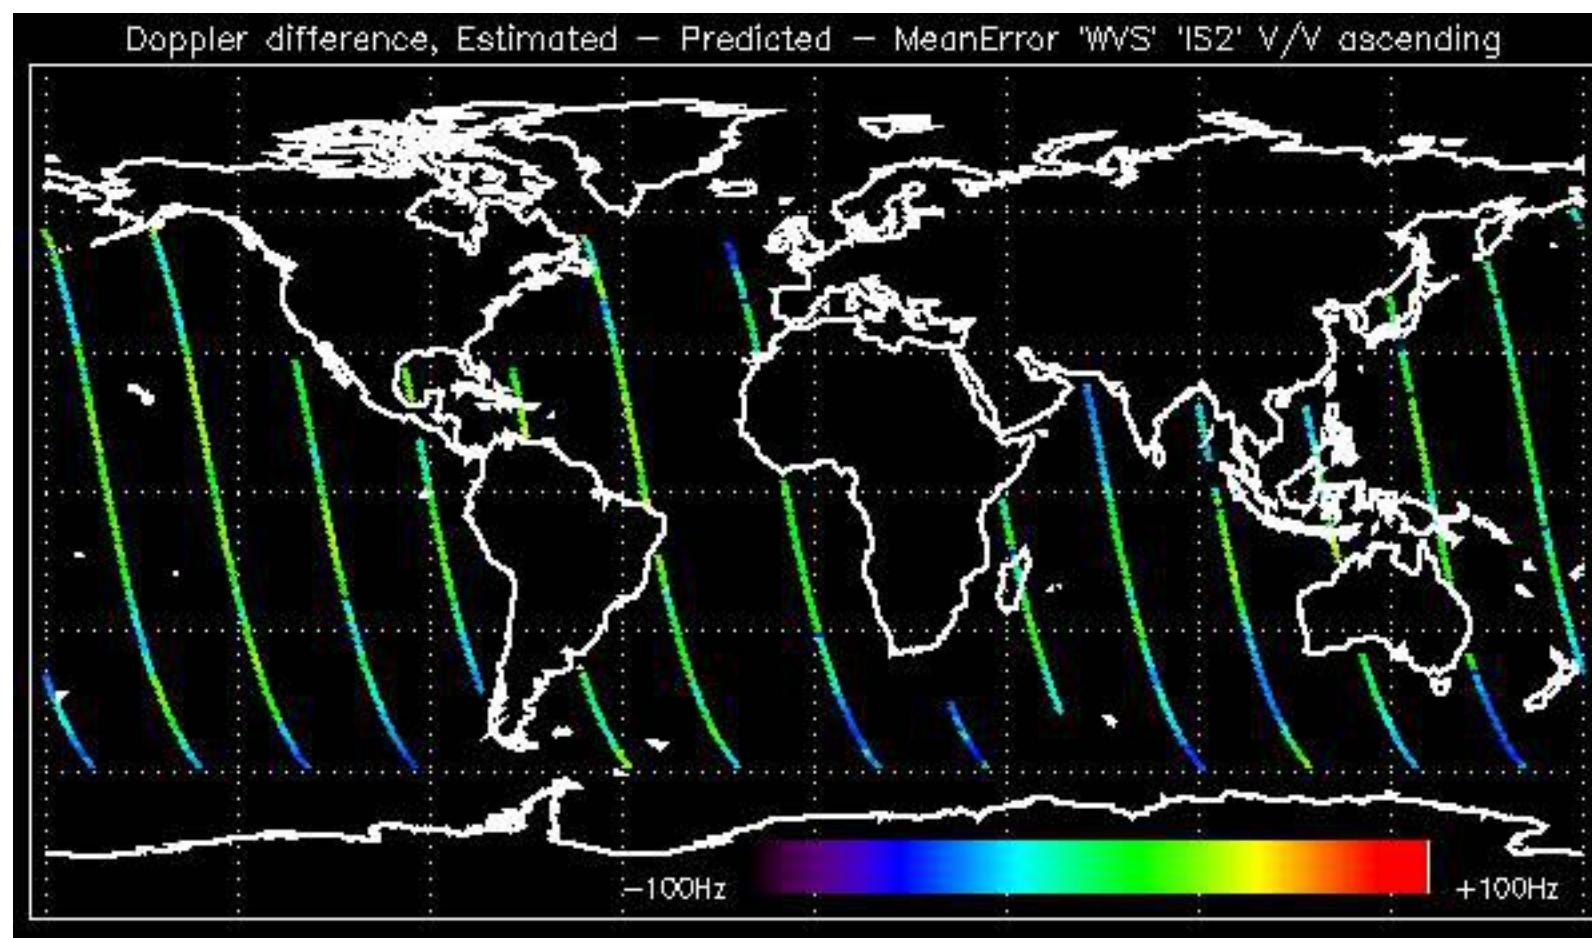 Doppler difference, Estimated — Predicted — MeanError 'WVS' 'IS2' V/V ascending
−100Hz
+100Hz